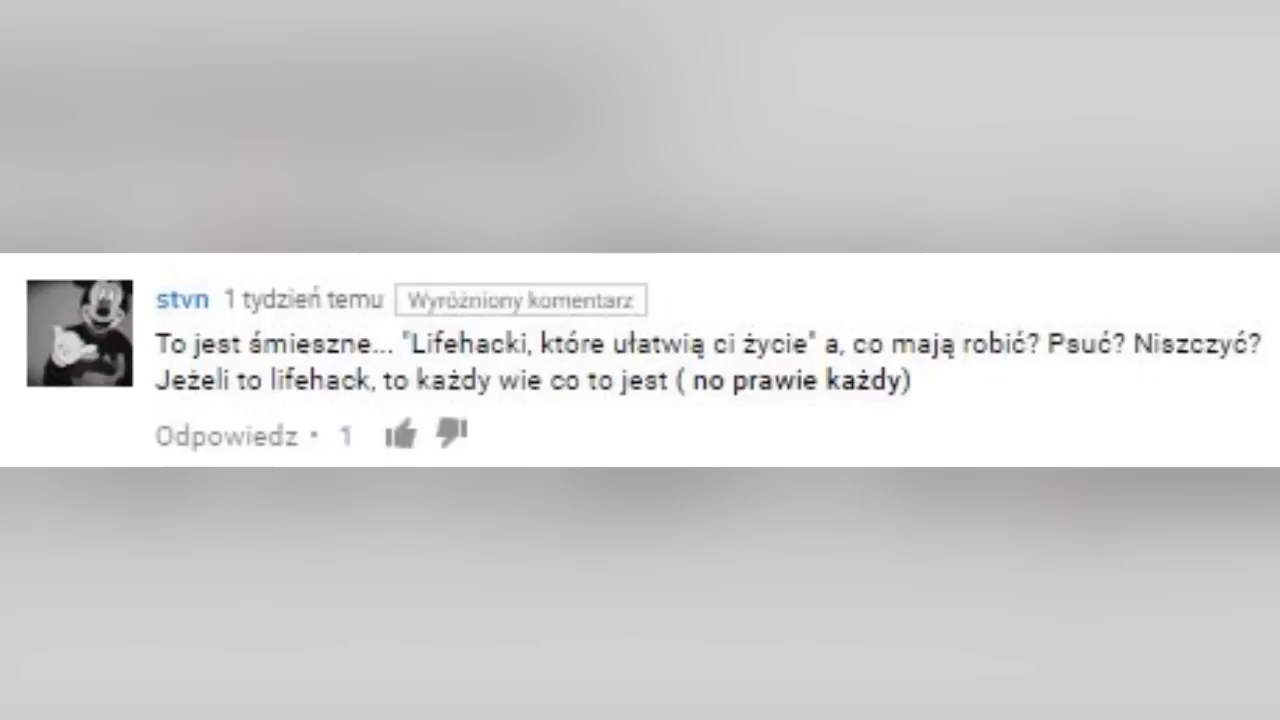 stvn 1 tydzień temu Wyróżniony komentarz
To jest śmieszne... "Lifehacki, które ułatwią ci życie" a, co mają robić? Psuć? Niszczyć?
Jeżeli to lifehack, to każdy wie co to jest ( no prawie każdy)
Odpowiedz • 1